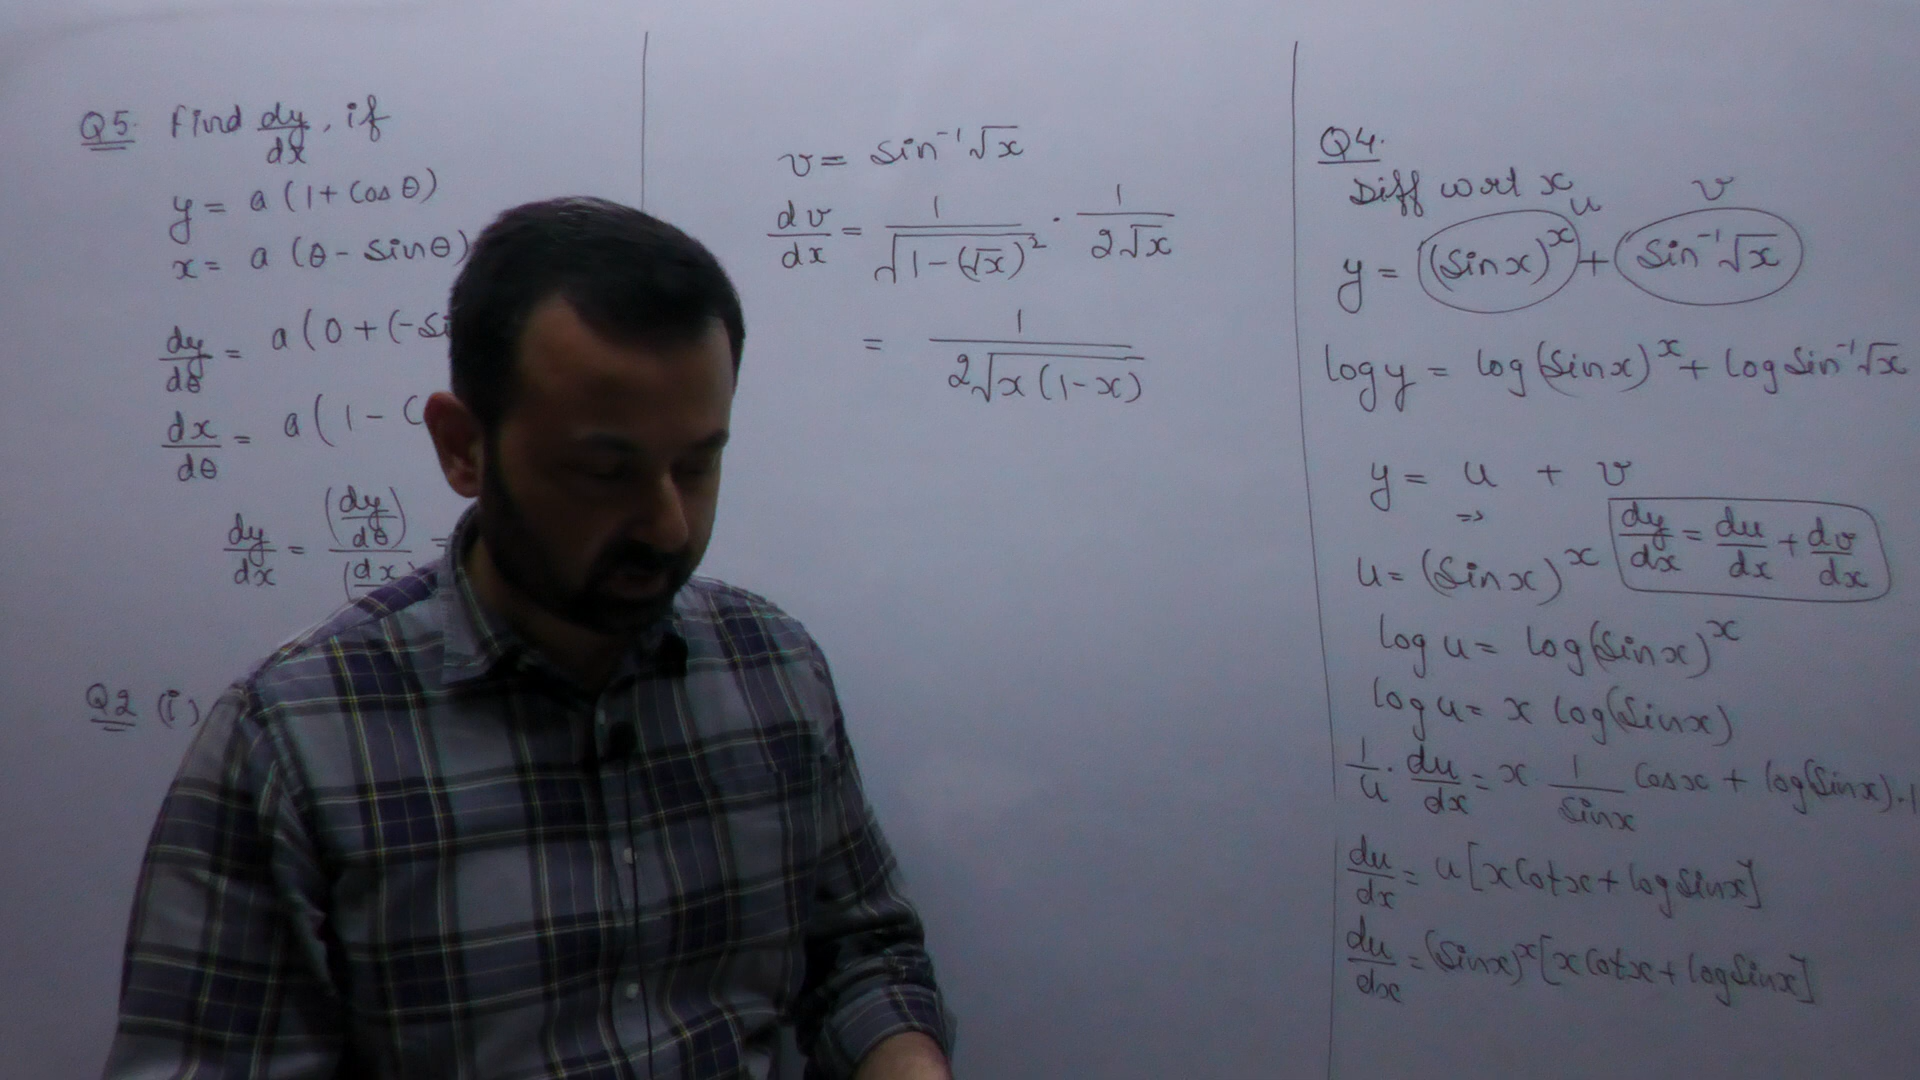 Q5. Find dy/dx, if
y = a (1 + Cos θ)
x = a (θ - Sin θ)
dy/dθ = a (0 + (-Si
dx/dθ = a ( 1 - C
dy/dx = (dy/dθ)/(dx/ =
Q2 (i)
v = Sin⁻¹√x
dv/dx = 1/√(1-(√x)²) · 1/(2√x)
= 1/(2√(x(1-x)))
Q4.
Diff wrt x
u v
y = (Sin x)^x + Sin⁻¹√x
log y = log (Sin x)^x + log Sin⁻¹√x
y = u + v
=> dy/dx = du/dx + dv/dx
u = (Sin x)^x
log u = log (Sin x)^x
log u = x log (Sin x)
1/u · du/dx = x 1/Sin x Cos x + log (Sin x) · 1
du/dx = u [x Cot x + log Sin x]
du/dx = (Sin x)^x [x Cot x + log Sin x]